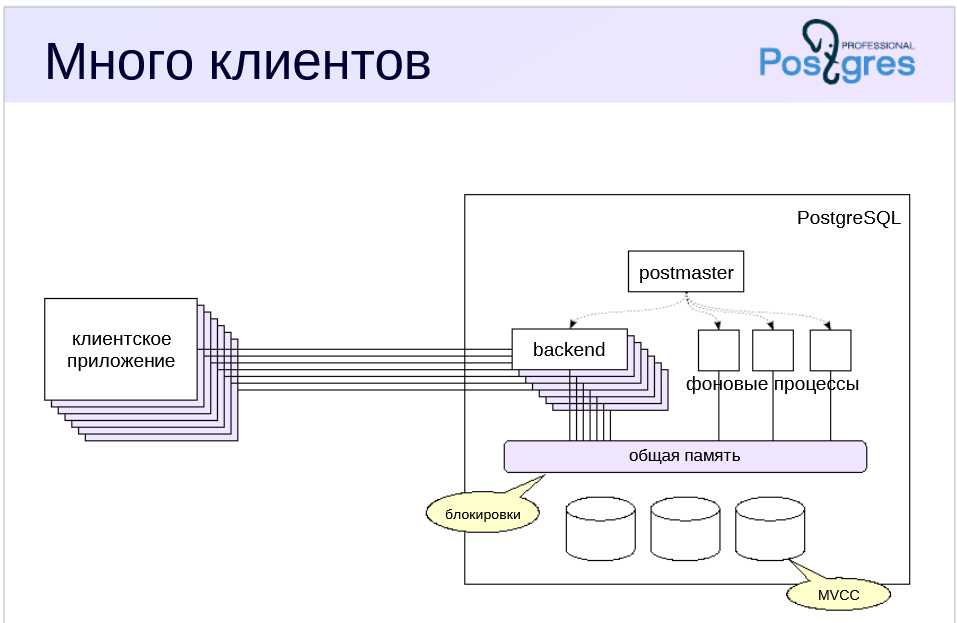 Много клиентов
PROFESSIONAL
Postgres
PostgreSQL
postmaster
клиентское
приложение
backend
фоновые процессы
общая память
блокировки
MVCC